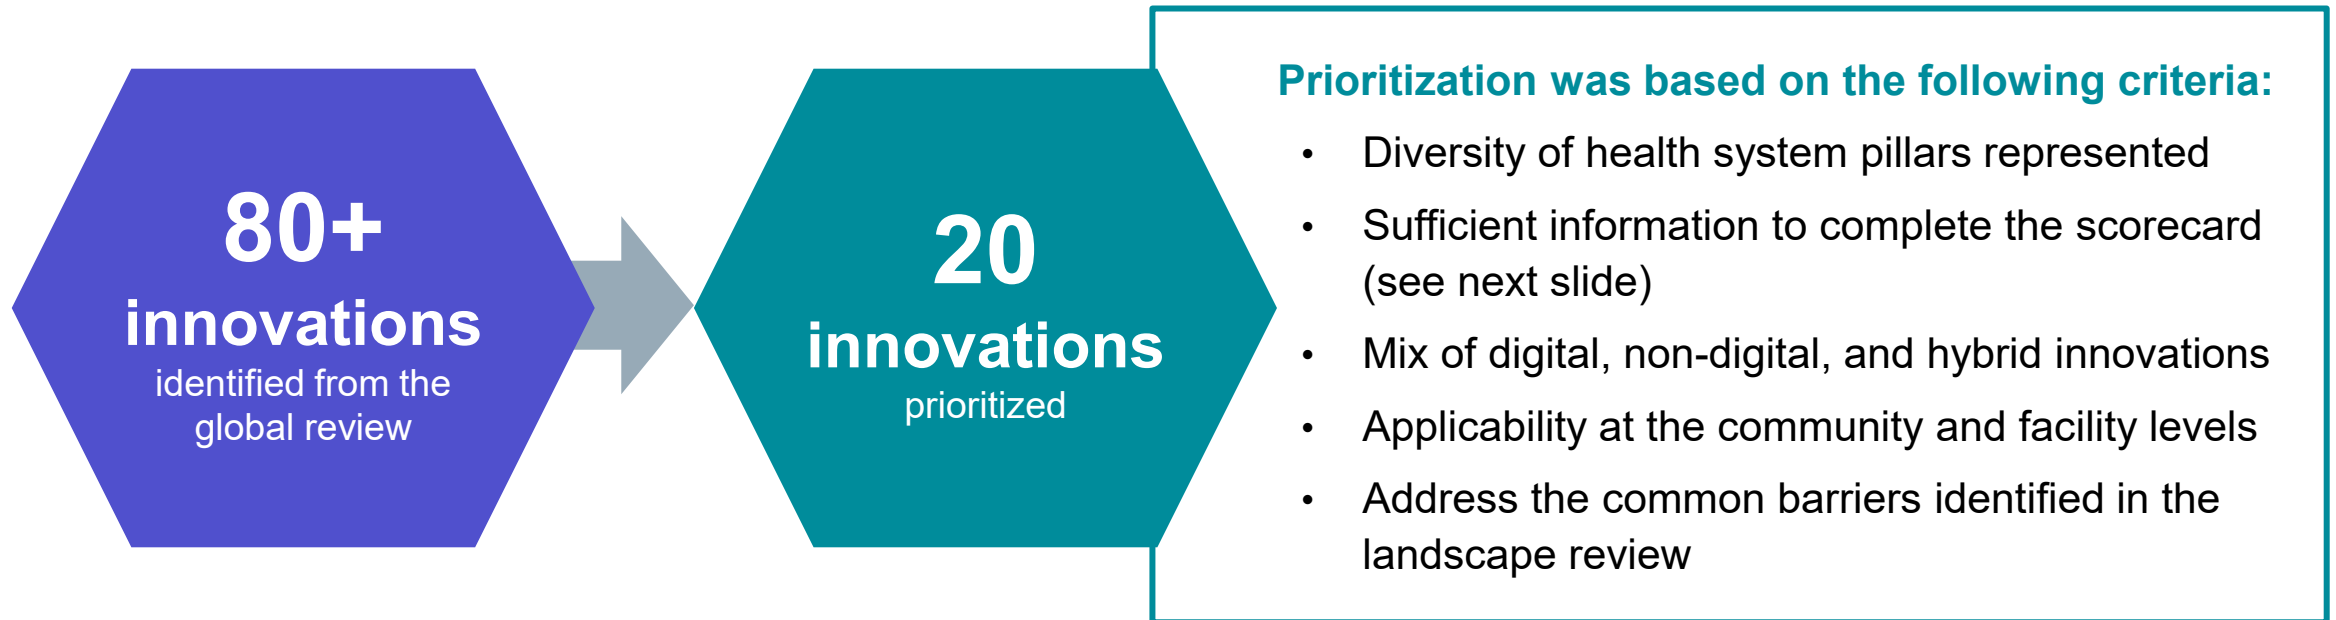 80+
innovations
identified from the
global review
20
innovations
prioritized
Prioritization was based on the following criteria:
• Diversity of health system pillars represented
• Sufficient information to complete the scorecard
(see next slide)
• Mix of digital, non-digital, and hybrid innovations
• Applicability at the community and facility levels
• Address the common barriers identified in the
landscape review